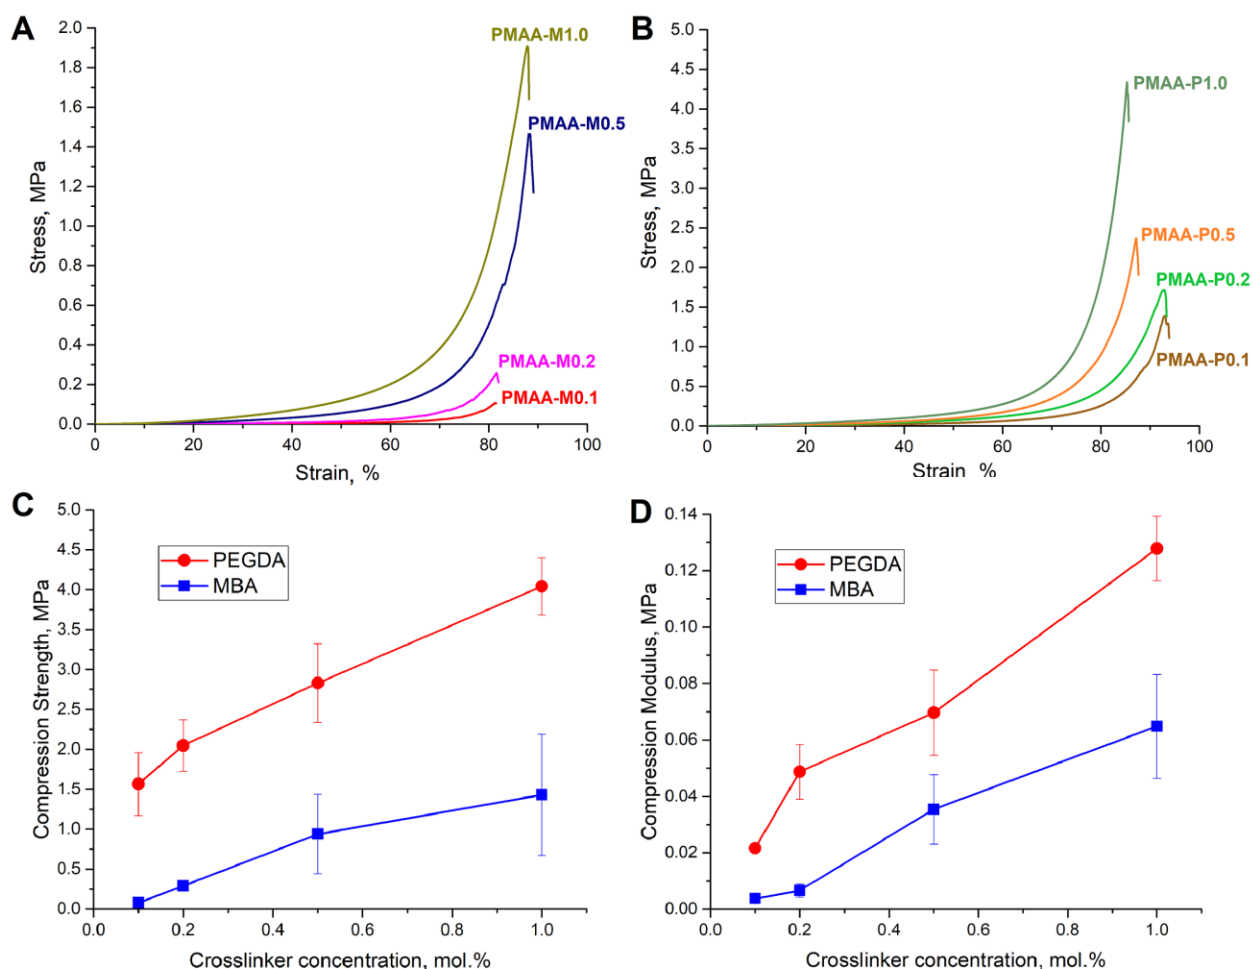 A
2.0
1.8
1.6
1.4
1.2
1.0
0.8
0.6
0.4
0.2
0.0
Stress, MPa
PMAA-M1.0
PMAA-M0.5
PMAA-M0.2
PMAA-M0.1
0 20 40 60 80 100
Strain, %
B
5.0
4.5
4.0
3.5
3.0
2.5
2.0
1.5
1.0
0.5
0.0
Stress, MPa
PMAA-P1.0
PMAA-P0.5
PMAA-P0.2
PMAA-P0.1
0 20 40 60 80 100
Strain, %
C
5.0
4.5
4.0
3.5
3.0
2.5
2.0
1.5
1.0
0.5
0.0
Compression Strength, MPa
PEGDA
MBA
0.0 0.2 0.4 0.6 0.8 1.0
Crosslinker concentration, mol.%
D
0.14
0.12
0.10
0.08
0.06
0.04
0.02
0.00
Compression Modulus, MPa
PEGDA
MBA
0.0 0.2 0.4 0.6 0.8 1.0
Crosslinker concentration, mol.%